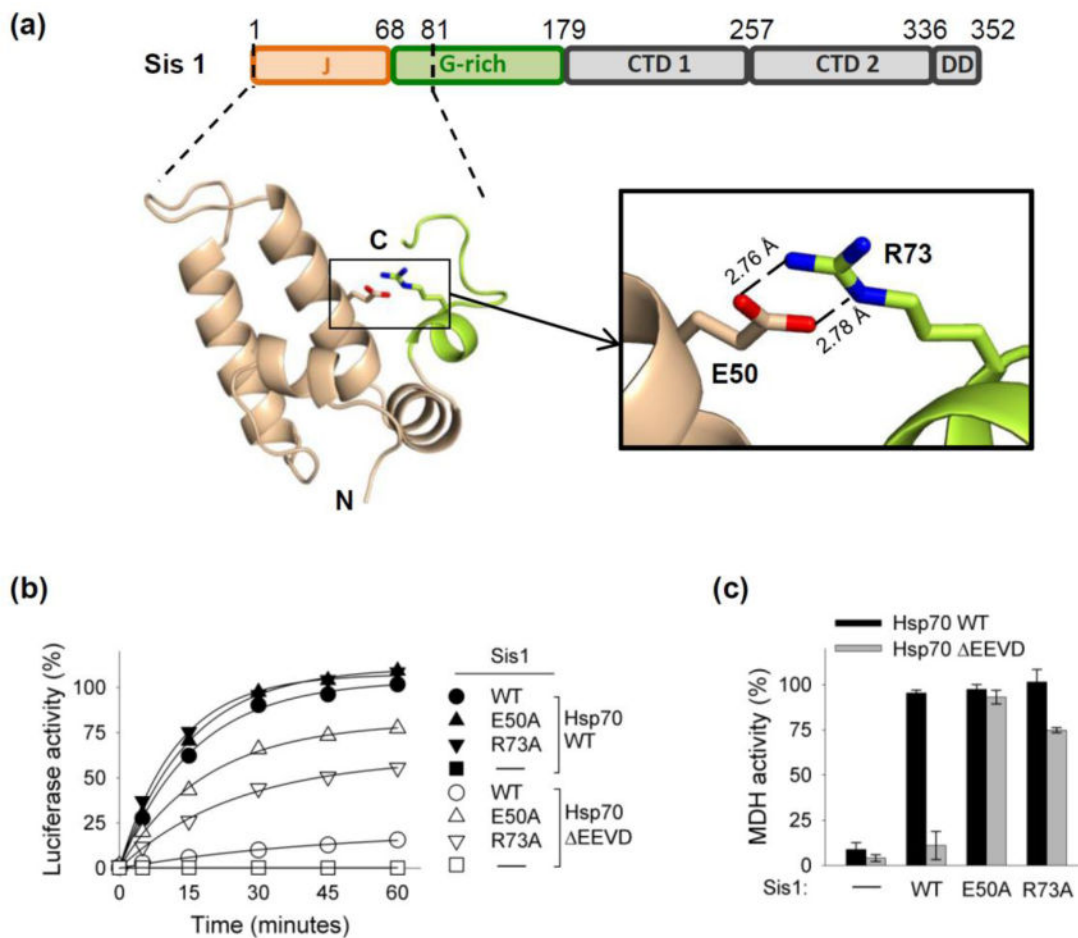 (a)
1 68 81 179 257 336 352
Sis 1 J G-rich CTD 1 CTD 2 DD
C
N
2.76 Å
R73
2.78 Å
E50
(b)
Luciferase activity (%)
100
75
50
25
0
0 15 30 45 60
Time (minutes)
Sis1
WT
E50A
R73A
—
Hsp70
WT
WT
E50A
R73A
—
Hsp70
ΔEEVD
(c)
Hsp70 WT
Hsp70 ΔEEVD
MDH activity (%)
100
75
50
25
0
Sis1: — WT E50A R73A